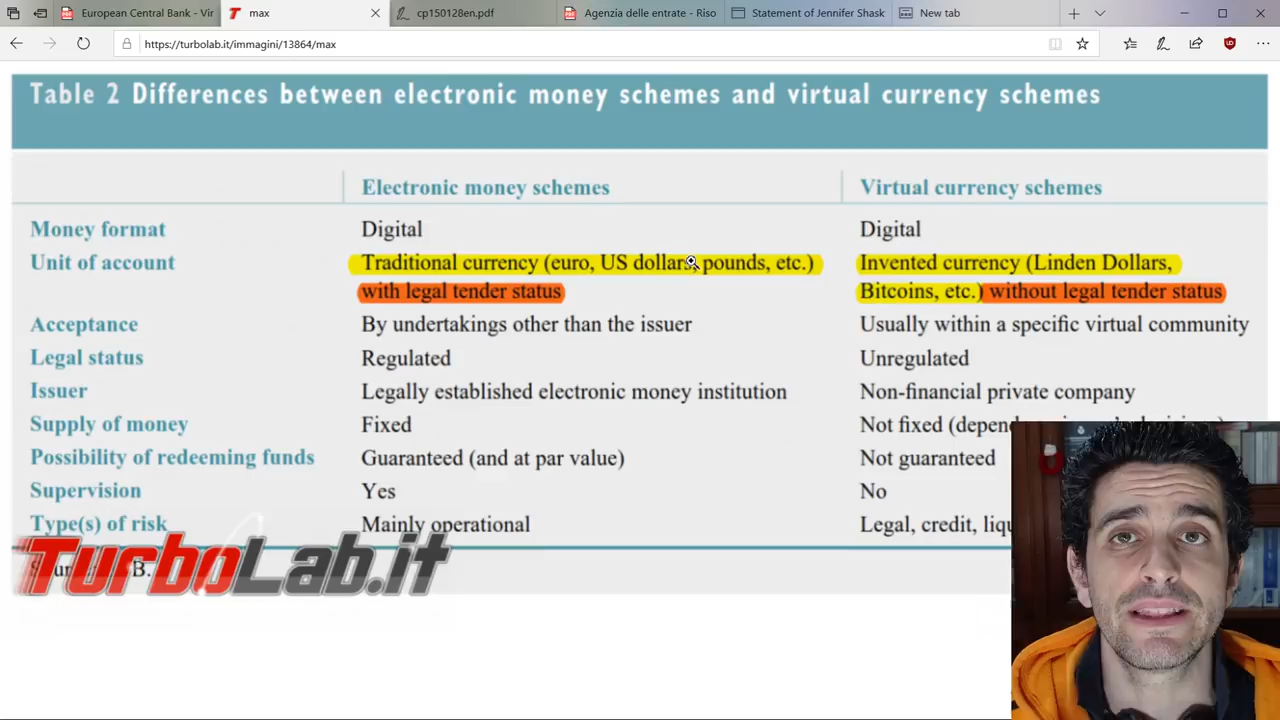 European Central Bank - Vir
max
cp150128en.pdf
Agenzia delle entrate - Riso
Statement of Jennifer Shask
New tab
https://turbolab.it/immagini/13864/max
Table 2 Differences between electronic money schemes and virtual currency schemes
Electronic money schemes Virtual currency schemes
Money format Digital Digital
Unit of account Traditional currency (euro, US dollars, pounds, etc.) Invented currency (Linden Dollars,
with legal tender status Bitcoins, etc.) without legal tender status
Acceptance By undertakings other than the issuer Usually within a specific virtual community
Legal status Regulated Unregulated
Issuer Legally established electronic money institution Non-financial private company
Supply of money Fixed Not fixed
Possibility of redeeming funds Guaranteed (and at par value) Not guaranteed
Supervision Yes No
Type(s) of risk Mainly operational Legal, credit,
TurboLab.it